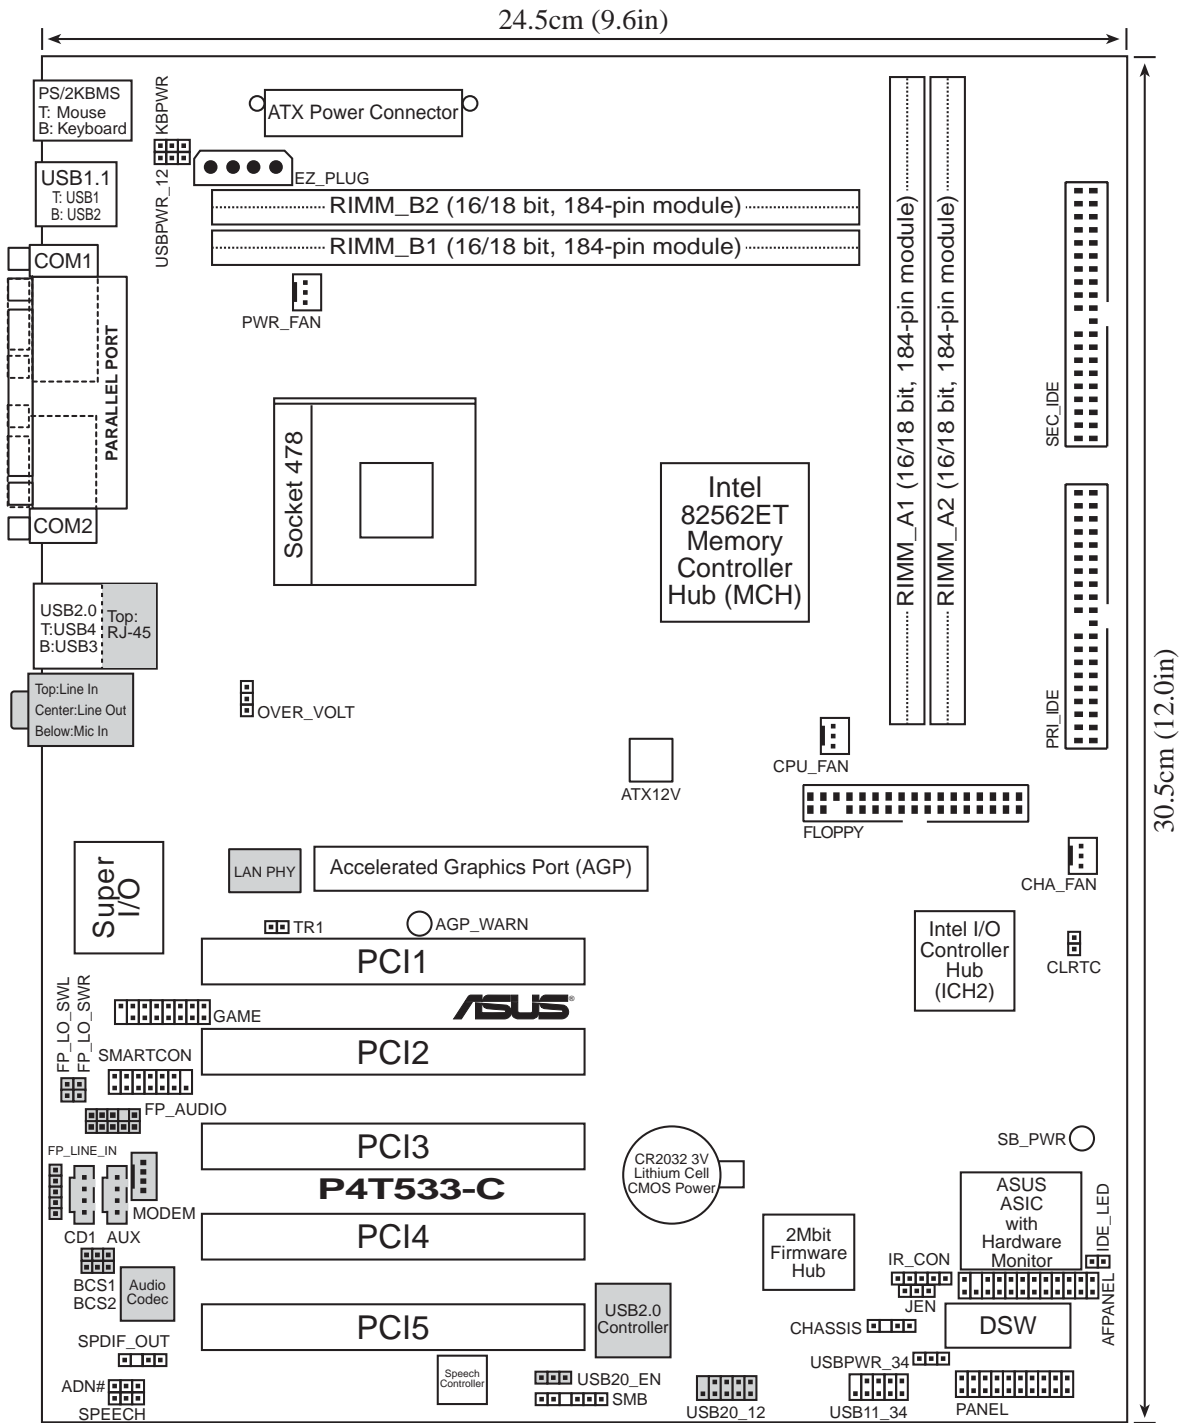 24.5cm (9.6in)
PS/2KBMS
T: Mouse
B: Keyboard
KBPWR
USBPWR_12
ATX Power Connector
EZ_PLUG
USB1.1
T: USB1
B: USB2
RIMM_B2 (16/18 bit, 184-pin module)
RIMM_B1 (16/18 bit, 184-pin module)
RIMM_A1 (16/18 bit, 184-pin module)
RIMM_A2 (16/18 bit, 184-pin module)
SEC_IDE
PRI_IDE
30.5cm (12.0in)
COM1
PARALLEL PORT
COM2
PWR_FAN
Socket 478
Intel
82562ET
Memory
Controller
Hub (MCH)
USB2.0
T:USB4
B:USB3
Top:
RJ-45
Top:Line In
Center:Line Out
Below:Mic In
OVER_VOLT
CPU_FAN
ATX12V
FLOPPY
Super
I/O
LAN PHY
Accelerated Graphics Port (AGP)
CHA_FAN
TR1
AGP_WARN
Intel I/O
Controller
Hub
(ICH2)
CLRTC
PCI1
FP_LO_SWL
FP_LO_SWR
GAME
ASUS®
PCI2
SMARTCON
FP_AUDIO
PCI3
FP_LINE_IN
CR2032 3V
Lithium Cell
CMOS Power
SB_PWR
P4T533-C
MODEM
CD1 AUX
PCI4
ASUS
ASIC
with
Hardware
Monitor
IDE_LED
2Mbit
Firmware
Hub
IR_CON
JEN
AFPANEL
BCS1
BCS2
Audio
Codec
PCI5
USB2.0
Controller
CHASSIS
DSW
SPDIF_OUT
USBPWR_34
Speech
Controller
ADN#
SPEECH
USB20_EN
SMB
USB20_12
USB11_34
PANEL